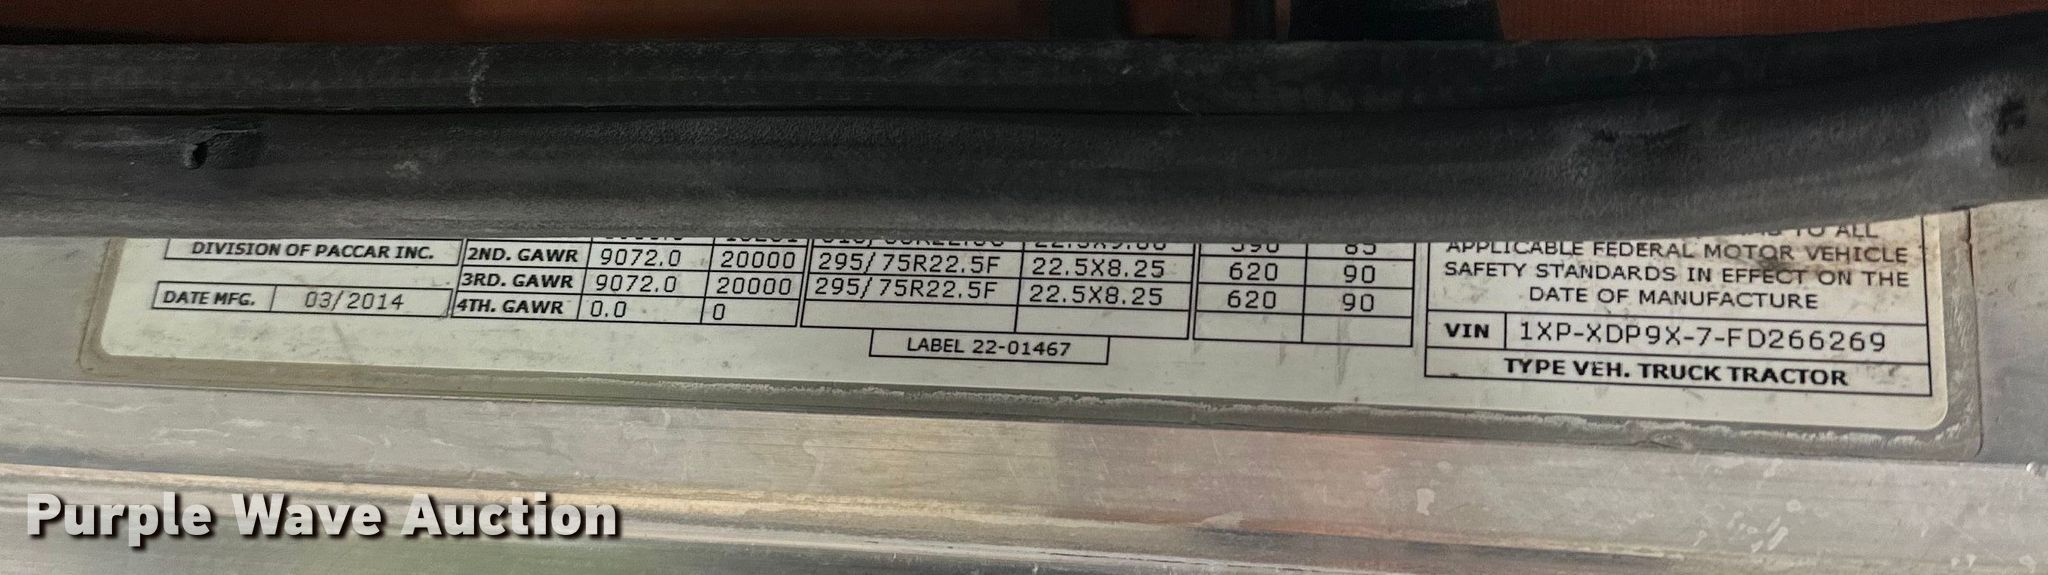 TO ALL
DIVISION OF PACCAR INC.
APPLICABLE FEDERAL MOTOR VEHICLE
SAFETY STANDARDS IN EFFECT ON THE
DATE OF MANUFACTURE
2ND. GAWR 9072.0 20000 295/75R22.5F 22.5X8.25 620 90
3RD. GAWR 9072.0 20000 295/75R22.5F 22.5X8.25 620 90
4TH. GAWR 0.0 0
DATE MFG. 03/2014
VIN 1XP-XDP9X-7-FD266269
LABEL 22-01467
TYPE VEH. TRUCK TRACTOR
Purple Wave Auction